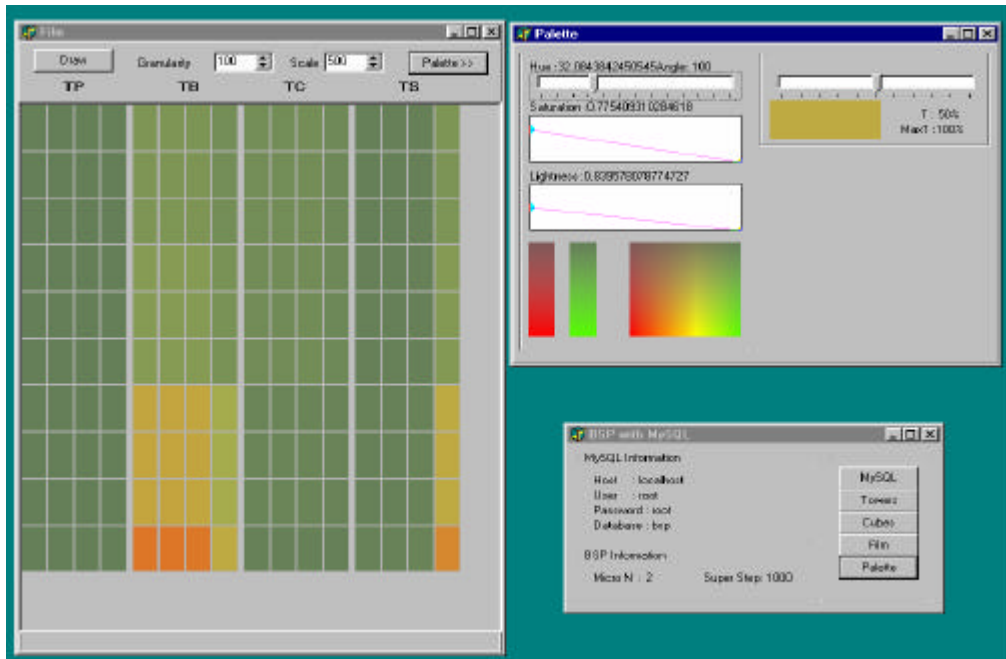 Film
Draw Granularity 100 Scale 500 Palette >>
TP TB TC TS
Palette
Hue :32.0843842450545Angle: 100
Saturation :0.775409310284618
Lightness :0.839578078774727
T : 50%
MaxT :100%
BSP with MySQL
MySQL Information
Host : localhost
User : root
Password : root
Database : bsp
BSP Information
Micro N : 2 Super Step: 1000
MySQL
Towers
Cubes
Film
Palette